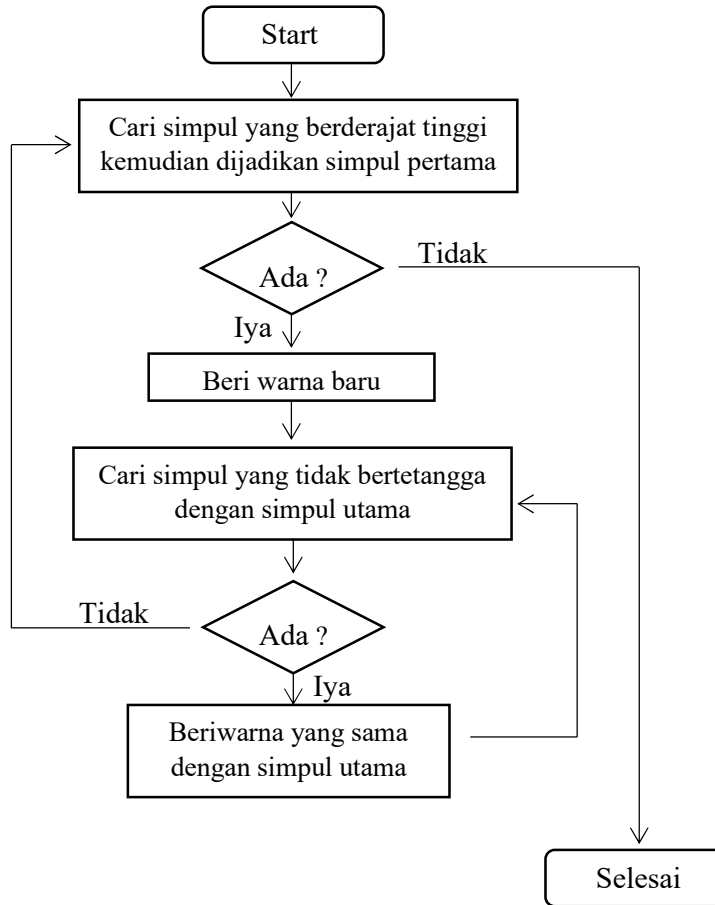 Start
Cari simpul yang berderajat tinggi
kemudian dijadikan simpul pertama
Tidak
Ada ?
Iya
Beri warna baru
Cari simpul yang tidak bertetangga
dengan simpul utama
Tidak
Ada ?
Iya
Beriwarna yang sama
dengan simpul utama
Selesai